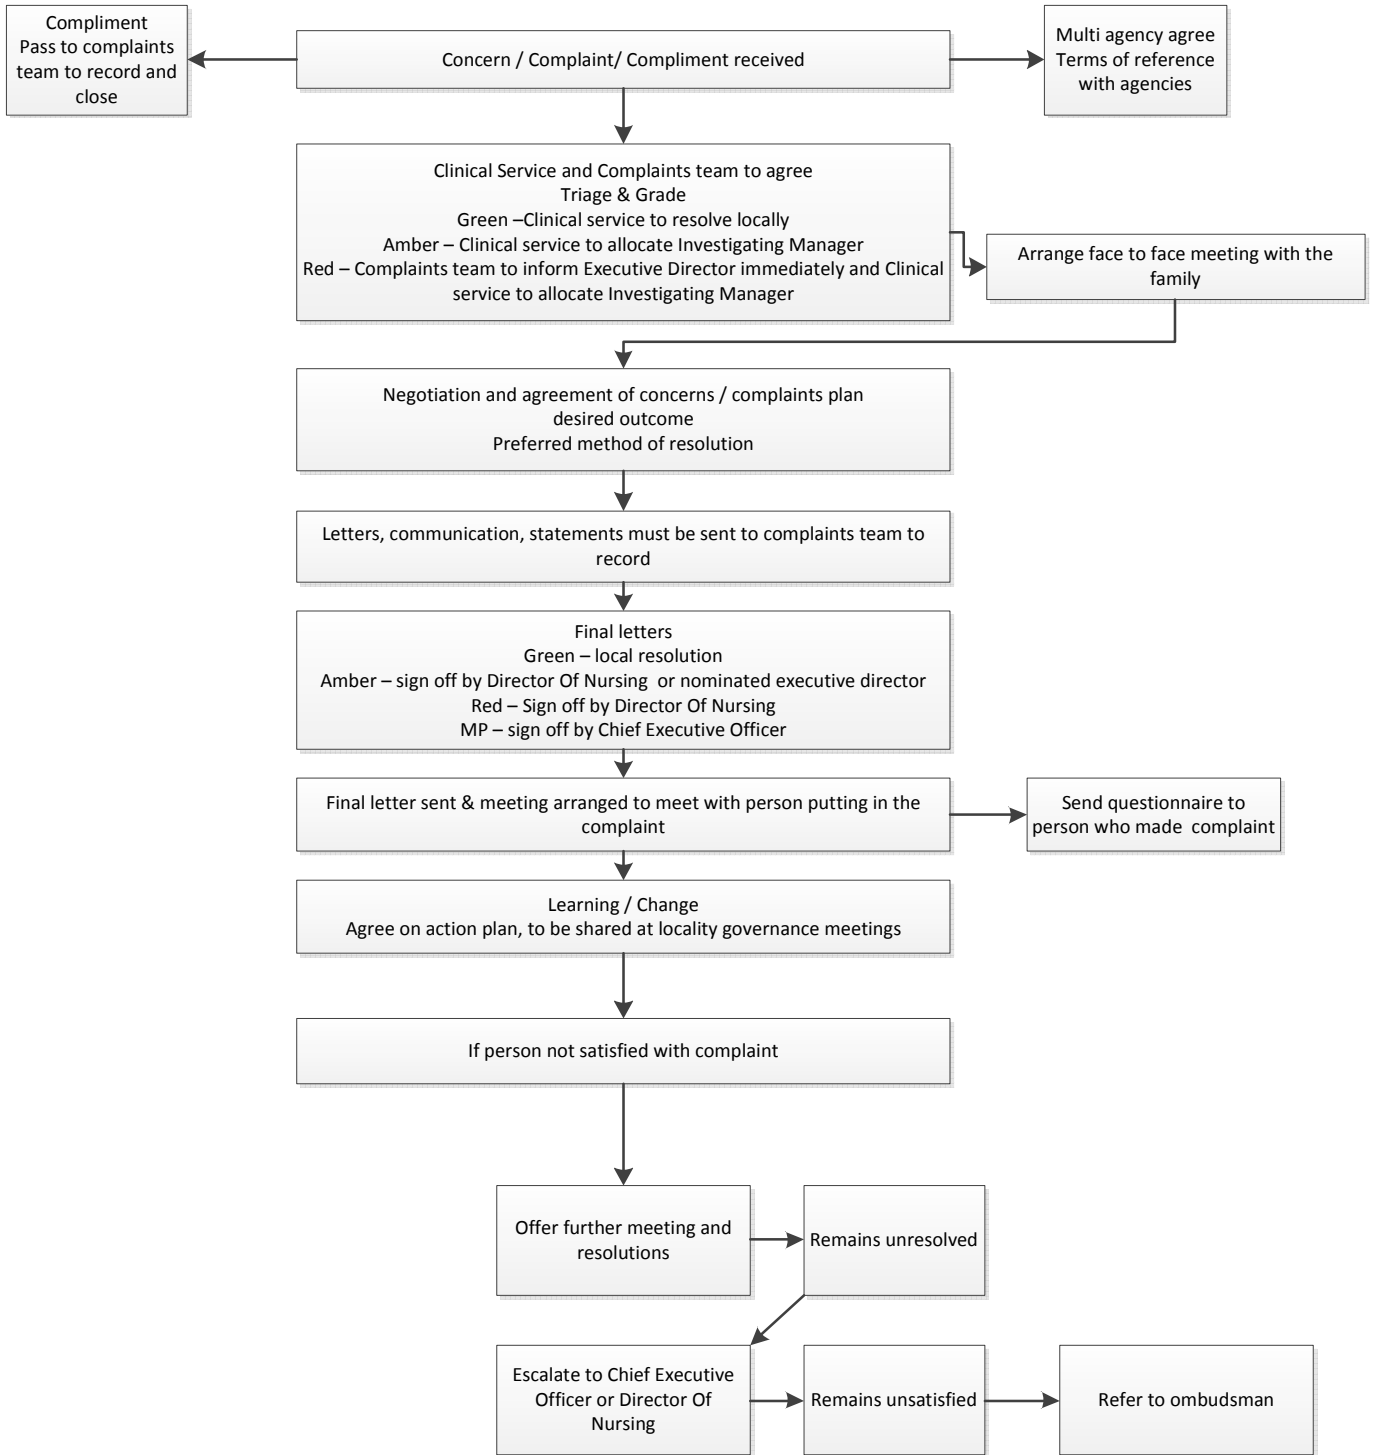 Compliment
Pass to complaints
team to record and
close
Concern / Complaint/ Compliment received
Multi agency agree
Terms of reference
with agencies
Clinical Service and Complaints team to agree
Triage & Grade
Green –Clinical service to resolve locally
Amber – Clinical service to allocate Investigating Manager
Red – Complaints team to inform Executive Director immediately and Clinical
service to allocate Investigating Manager
Arrange face to face meeting with the
family
Negotiation and agreement of concerns / complaints plan
desired outcome
Preferred method of resolution
Letters, communication, statements must be sent to complaints team to
record
Final letters
Green – local resolution
Amber – sign off by Director Of Nursing or nominated executive director
Red – Sign off by Director Of Nursing
MP – sign off by Chief Executive Officer
Final letter sent & meeting arranged to meet with person putting in the
complaint
Send questionnaire to
person who made complaint
Learning / Change
Agree on action plan, to be shared at locality governance meetings
If person not satisfied with complaint
Offer further meeting and
resolutions
Remains unresolved
Escalate to Chief Executive
Officer or Director Of
Nursing
Remains unsatisfied
Refer to ombudsman